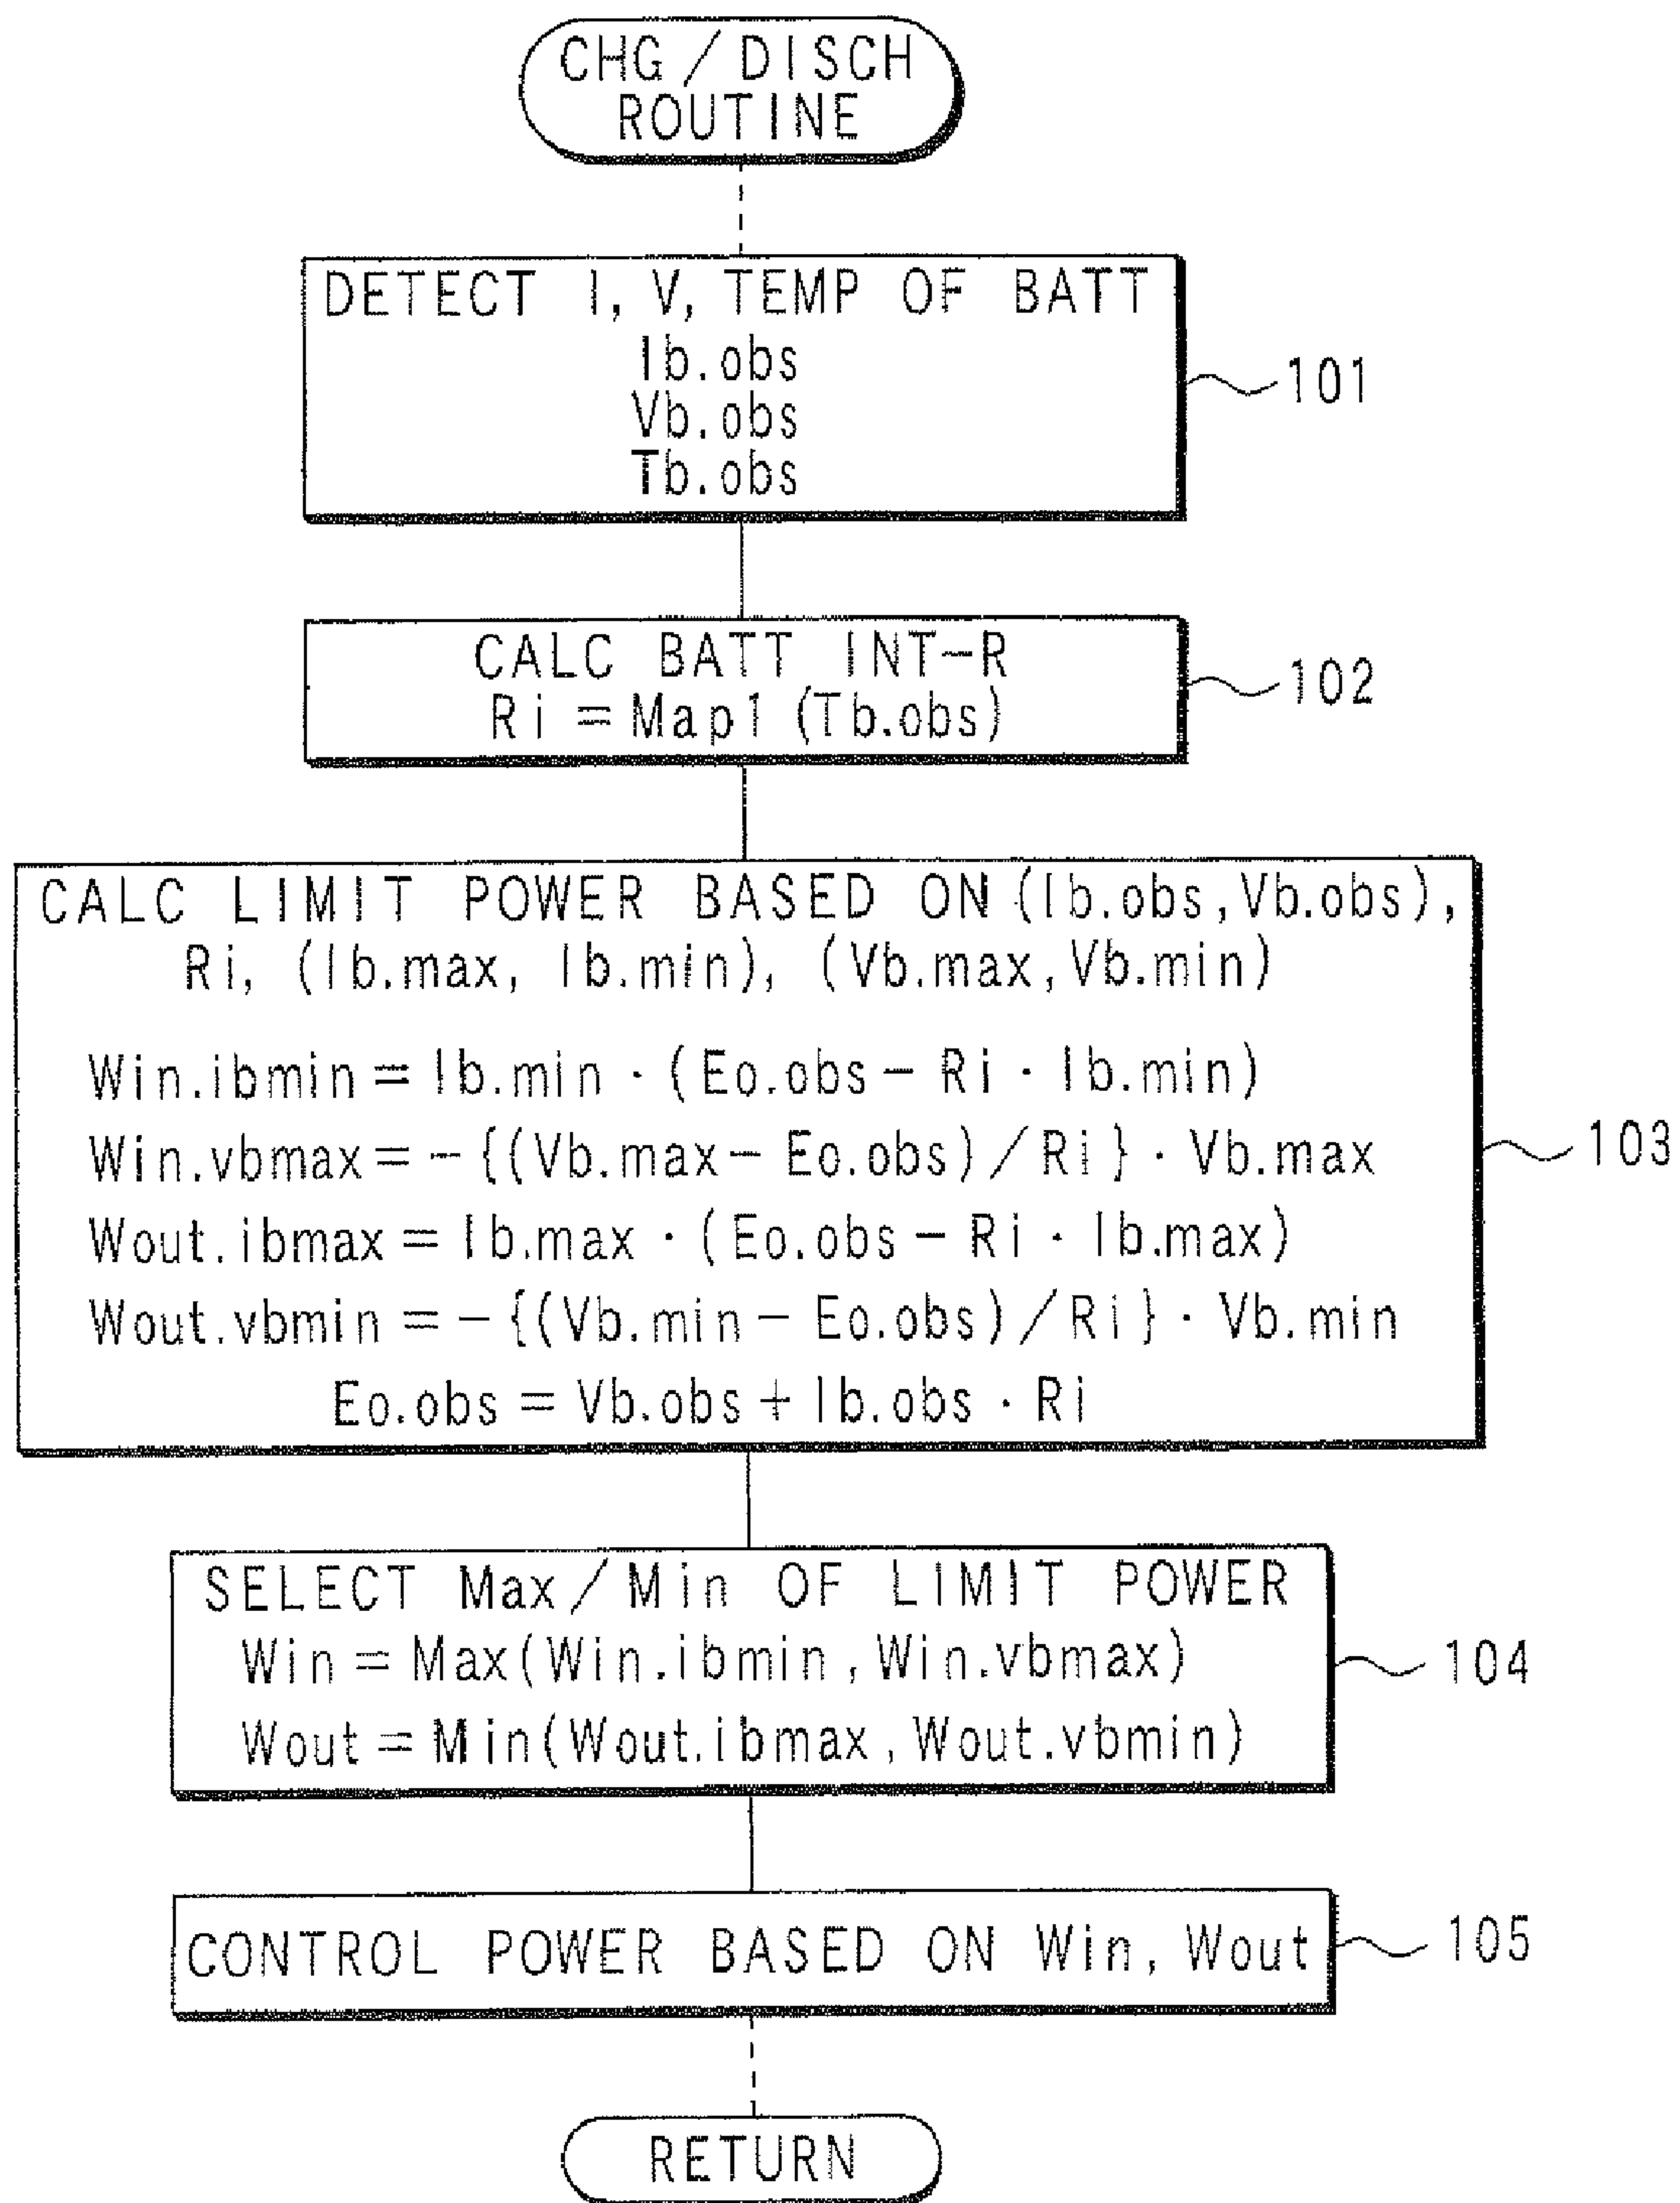 CHG / DISCH
ROUTINE
DETECT I, V, TEMP OF BATT
Ib.obs
Vb.obs
Tb.obs
101
CALC BATT INT-R
Ri = Map1 (Tb.obs)
102
CALC LIMIT POWER BASED ON (Ib.obs, Vb.obs),
Ri, (Ib.max, Ib.min), (Vb.max, Vb.min)
Win.ibmin = Ib.min · (Eo.obs − Ri · Ib.min)
Win.vbmax = − {(Vb.max − Eo.obs) / Ri} · Vb.max
Wout.ibmax = Ib.max · (Eo.obs − Ri · Ib.max)
Wout.vbmin = − {(Vb.min − Eo.obs) / Ri} · Vb.min
Eo.obs = Vb.obs + Ib.obs · Ri
103
SELECT Max / Min OF LIMIT POWER
Win = Max (Win.ibmin, Win.vbmax)
Wout = Min (Wout.ibmax, Wout.vbmin)
104
CONTROL POWER BASED ON Win, Wout
105
RETURN